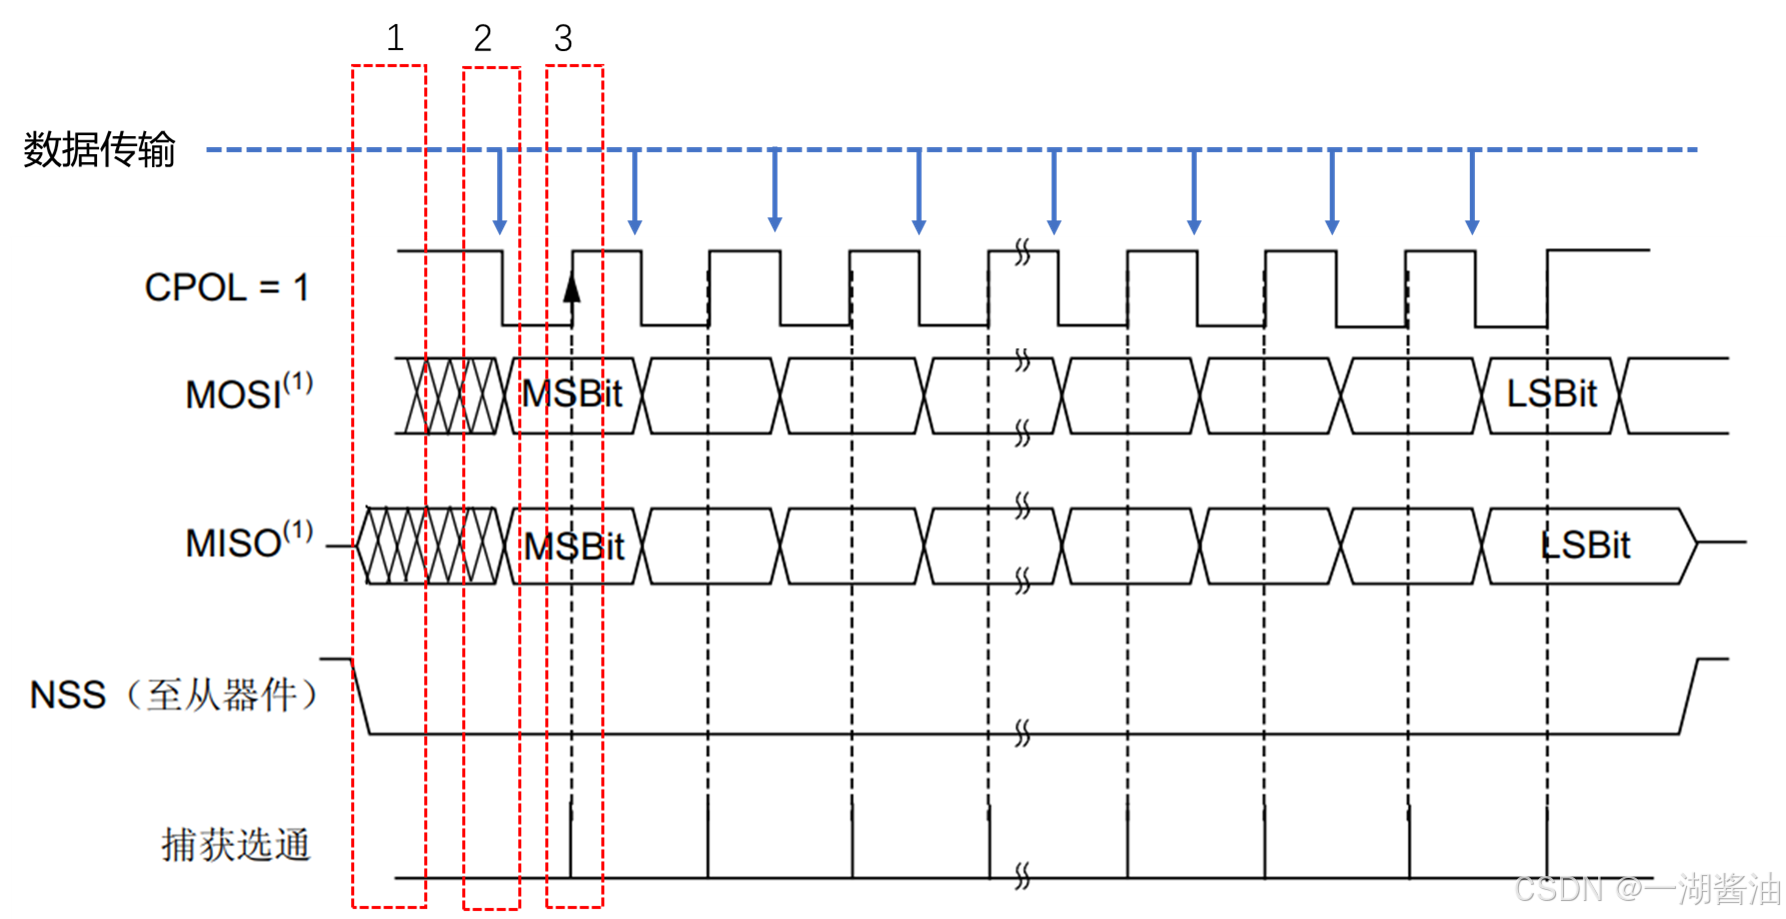 1 2 3
数据传输
CPOL = 1
MOSI(1) MSBit LSBit
MISO(1) MSBit LSBit
NSS（至从器件）
捕获选通
CSDN @一湖酱油